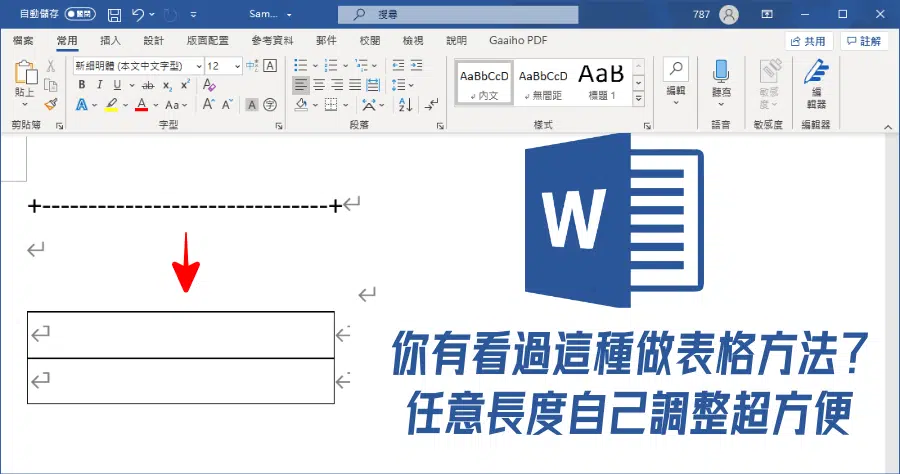 自動儲存 關閉 Sam... 搜尋 787
檔案 常用 插入 設計 版面配置 參考資料 郵件 校閱 檢視 說明 Gaaiho PDF 共用 註解
新細明體 (本文中文字型) 12 中 A
貼上 B I U ab x₂ x² A
A A Aa A A A 字
AaBbCcD AaBbCcD AaB
內文 無間距 標題 1
編輯 聽寫 敏感度 編輯器
剪貼簿 字型 段落 樣式 語音 敏感度 編輯器
+-------------------------------+
W
你有看過這種做表格方法?
任意長度自己調整超方便